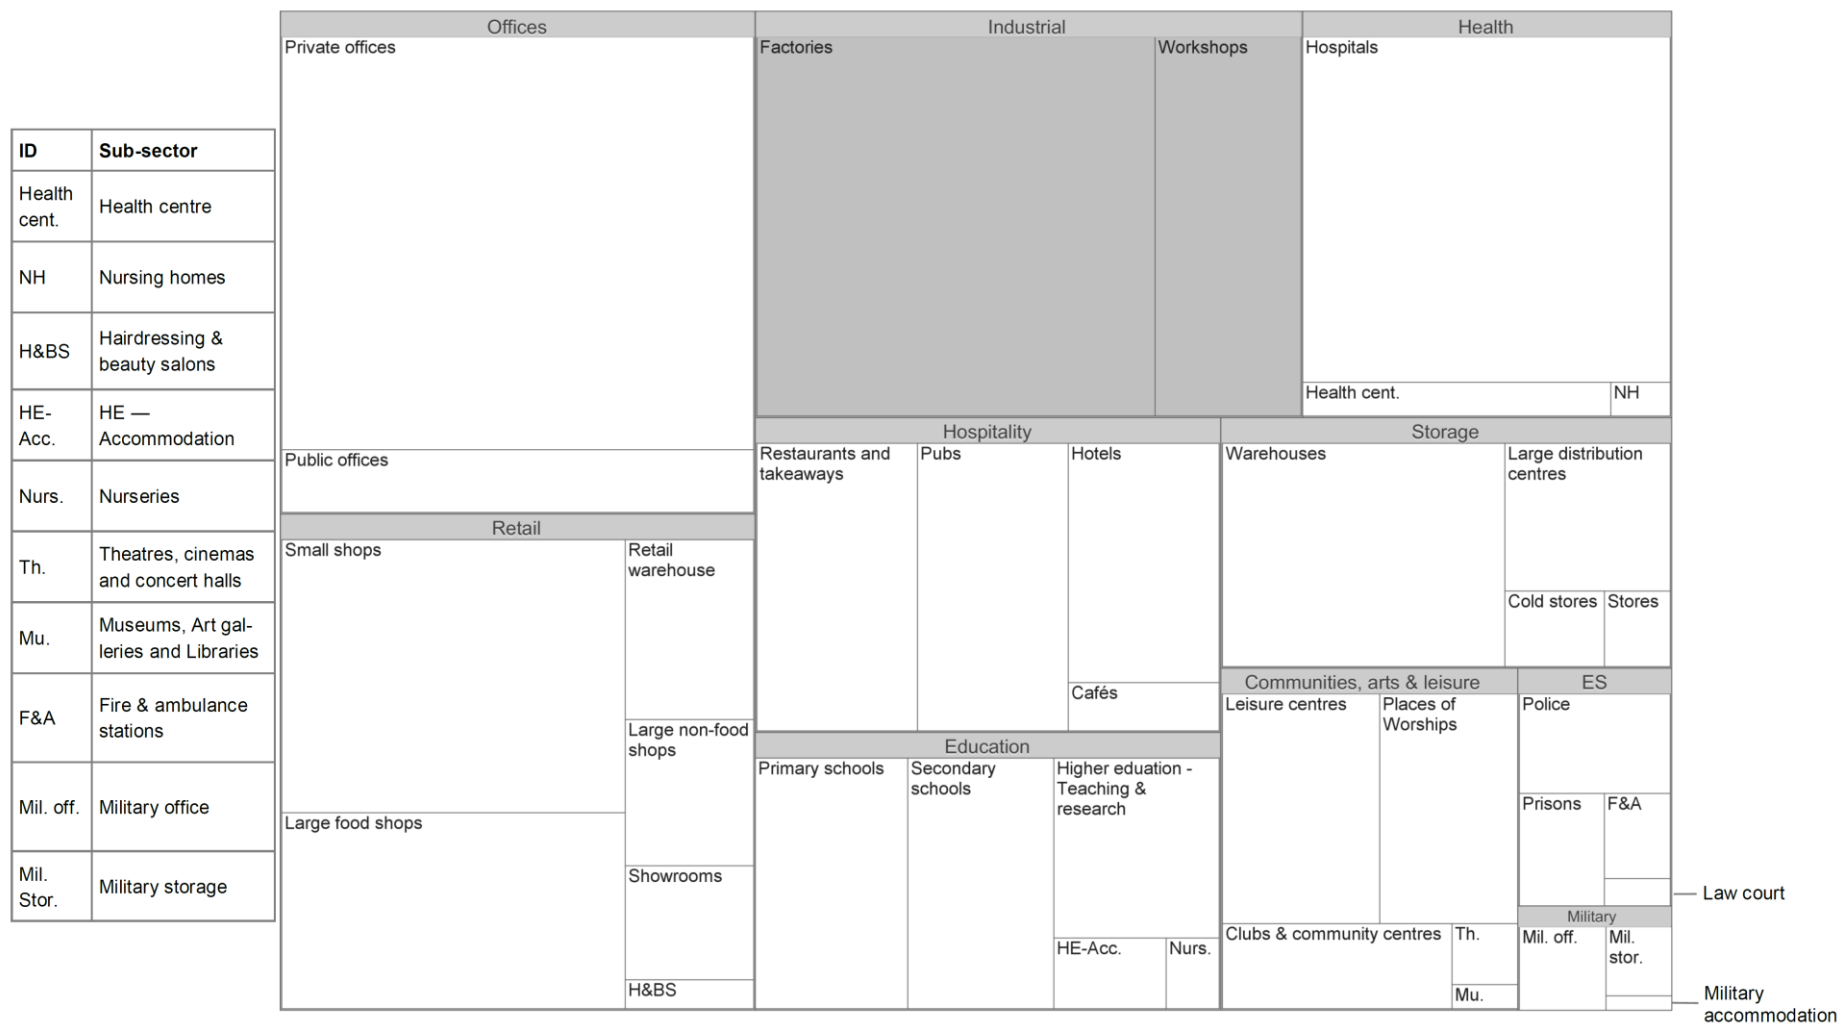 ID
Sub-sector
Health
cent.
Health centre
NH
Nursing homes
H&BS
Hairdressing &
beauty salons
HE-
Acc.
HE —
Accommodation
Nurs.
Nurseries
Th.
Theatres, cinemas
and concert halls
Mu.
Museums, Art gal-
leries and Libraries
F&A
Fire & ambulance
stations
Mil. off.
Military office
Mil.
Stor.
Military storage
Offices
Private offices
Public offices
Retail
Small shops
Large food shops
Retail
warehouse
Large non-food
shops
Showrooms
H&BS
Industrial
Factories
Workshops
Health
Hospitals
Health cent.
NH
Hospitality
Restaurants and
takeaways
Pubs
Hotels
Cafés
Education
Primary schools
Secondary
schools
Higher eduation -
Teaching &
research
HE-Acc.
Nurs.
Storage
Warehouses
Large distribution
centres
Cold stores
Stores
Communities, arts & leisure
Leisure centres
Places of
Worships
Clubs & community centres
Th.
Mu.
ES
Police
Prisons
F&A
Law court
Military
Mil. off.
Mil.
stor.
Military
accommodation